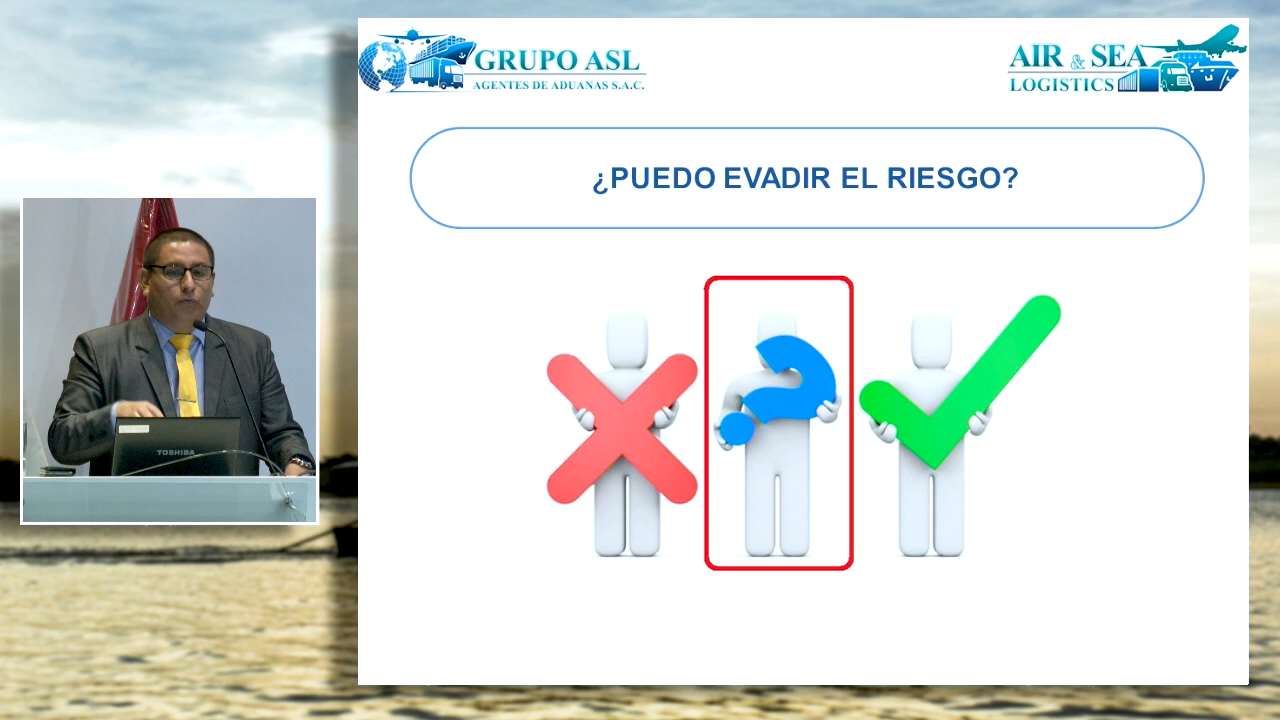 GRUPO ASL
AGENTES DE ADUANAS S.A.C.
AIR & SEA
LOGISTICS
¿PUEDO EVADIR EL RIESGO?
TOSHIBA